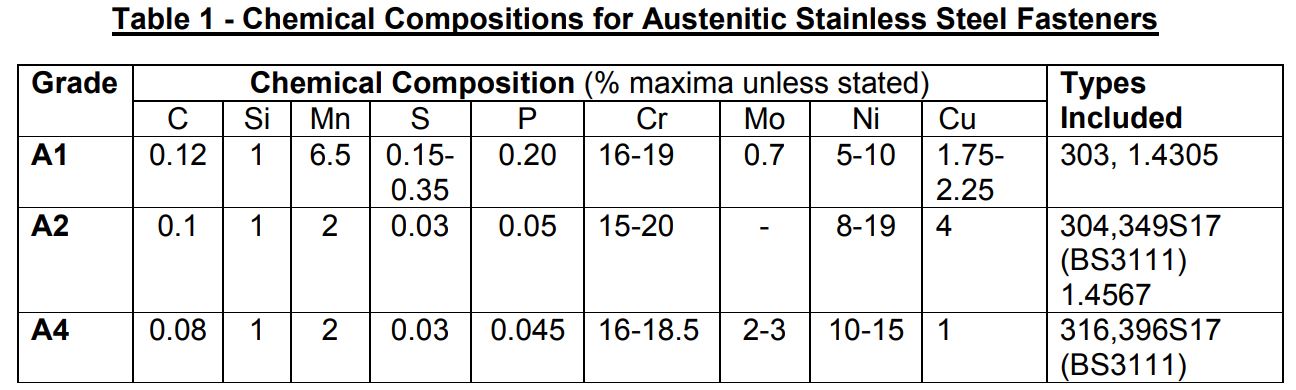 Table 1 - Chemical Compositions for Austenitic Stainless Steel Fasteners
Grade Chemical Composition (% maxima unless stated) Types
C Si Mn S P Cr Mo Ni Cu Included
A1 0.12 1 6.5 0.15- 0.20 16-19 0.7 5-10 1.75- 303, 1.4305
0.35 2.25
A2 0.1 1 2 0.03 0.05 15-20 - 8-19 4 304,349S17
(BS3111)
1.4567
A4 0.08 1 2 0.03 0.045 16-18.5 2-3 10-15 1 316,396S17
(BS3111)